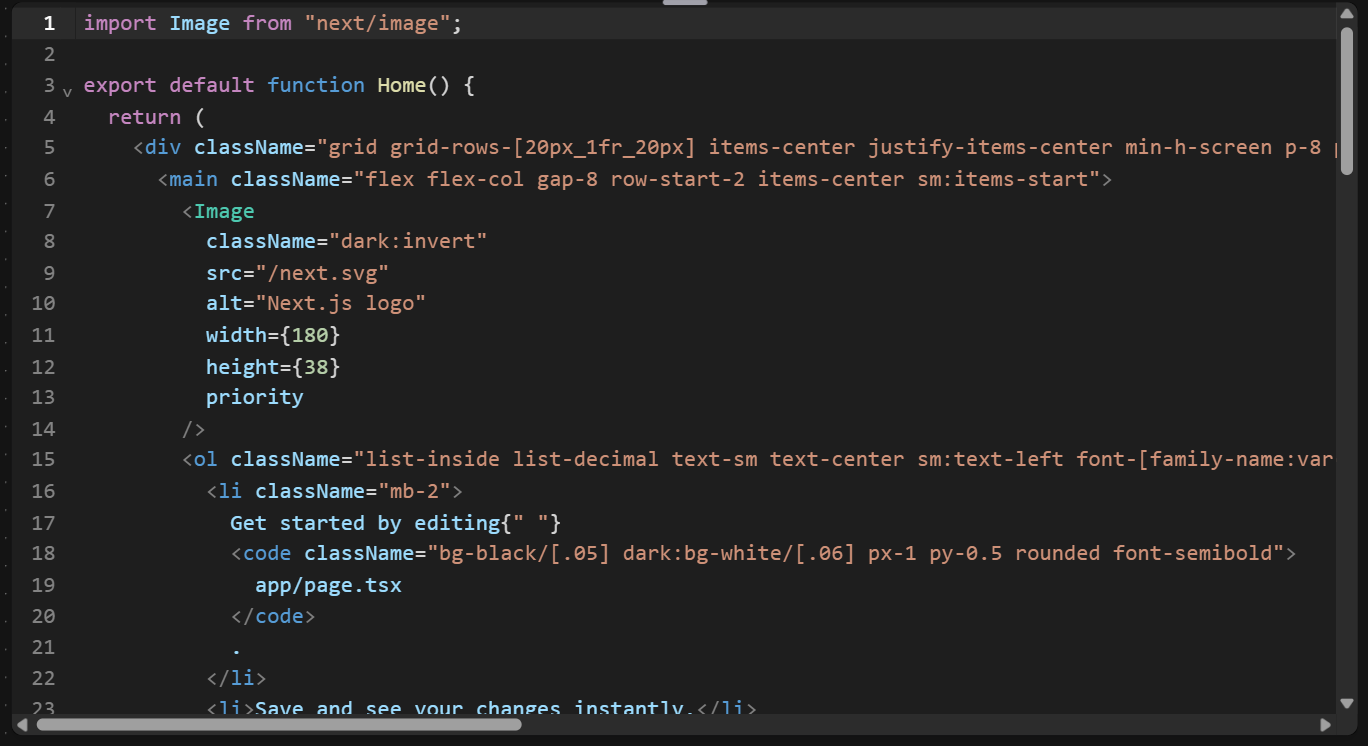 1 import Image from "next/image";
2
3 export default function Home() {
4 return (
5 <div className="grid grid-rows-[20px_1fr_20px] items-center justify-items-center min-h-screen p-8
6 <main className="flex flex-col gap-8 row-start-2 items-center sm:items-start">
7 <Image
8 className="dark:invert"
9 src="/next.svg"
10 alt="Next.js logo"
11 width={180}
12 height={38}
13 priority
14 />
15 <ol className="list-inside list-decimal text-sm text-center sm:text-left font-[family-name:var
16 <li className="mb-2">
17 Get started by editing{" "}
18 <code className="bg-black/[.05] dark:bg-white/[.06] px-1 py-0.5 rounded font-semibold">
19 app/page.tsx
20 </code>
21 .
22 </li>
23 <li>Save and see your changes instantly.</li>